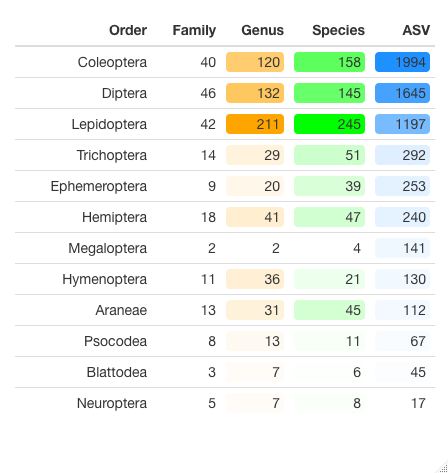 Order Family Genus Species ASV
Coleoptera 40 120 158 1994
Diptera 46 132 145 1645
Lepidoptera 42 211 245 1197
Trichoptera 14 29 51 292
Ephemeroptera 9 20 39 253
Hemiptera 18 41 47 240
Megaloptera 2 2 4 141
Hymenoptera 11 36 21 130
Araneae 13 31 45 112
Psocodea 8 13 11 67
Blattodea 3 7 6 45
Neuroptera 5 7 8 17